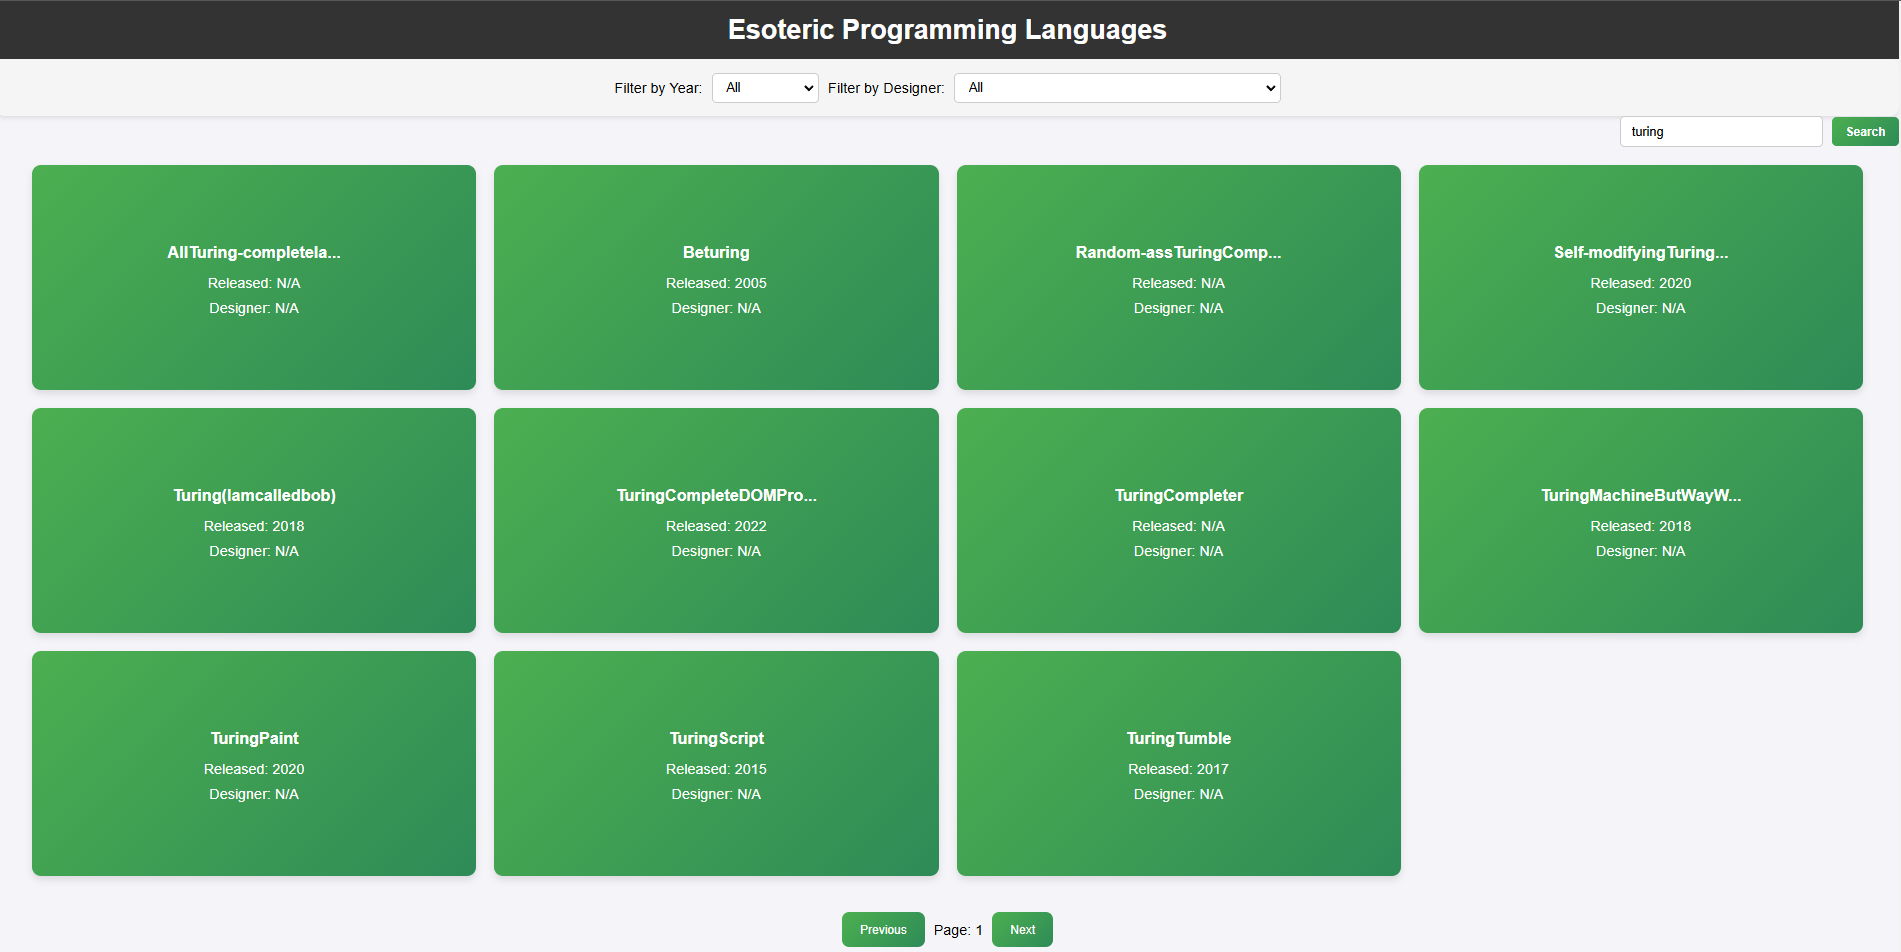 Esoteric Programming Languages
Filter by Year: All Filter by Designer: All
turing Search
AllTuring-completela...
Released: N/A
Designer: N/A
Beturing
Released: 2005
Designer: N/A
Random-assTuringComp...
Released: N/A
Designer: N/A
Self-modifyingTuring...
Released: 2020
Designer: N/A
Turing(Iamcalledbob)
Released: 2018
Designer: N/A
TuringCompleteDOMPro...
Released: 2022
Designer: N/A
TuringCompleter
Released: N/A
Designer: N/A
TuringMachineButWayW...
Released: 2018
Designer: N/A
TuringPaint
Released: 2020
Designer: N/A
TuringScript
Released: 2015
Designer: N/A
TuringTumble
Released: 2017
Designer: N/A
Previous Page: 1 Next